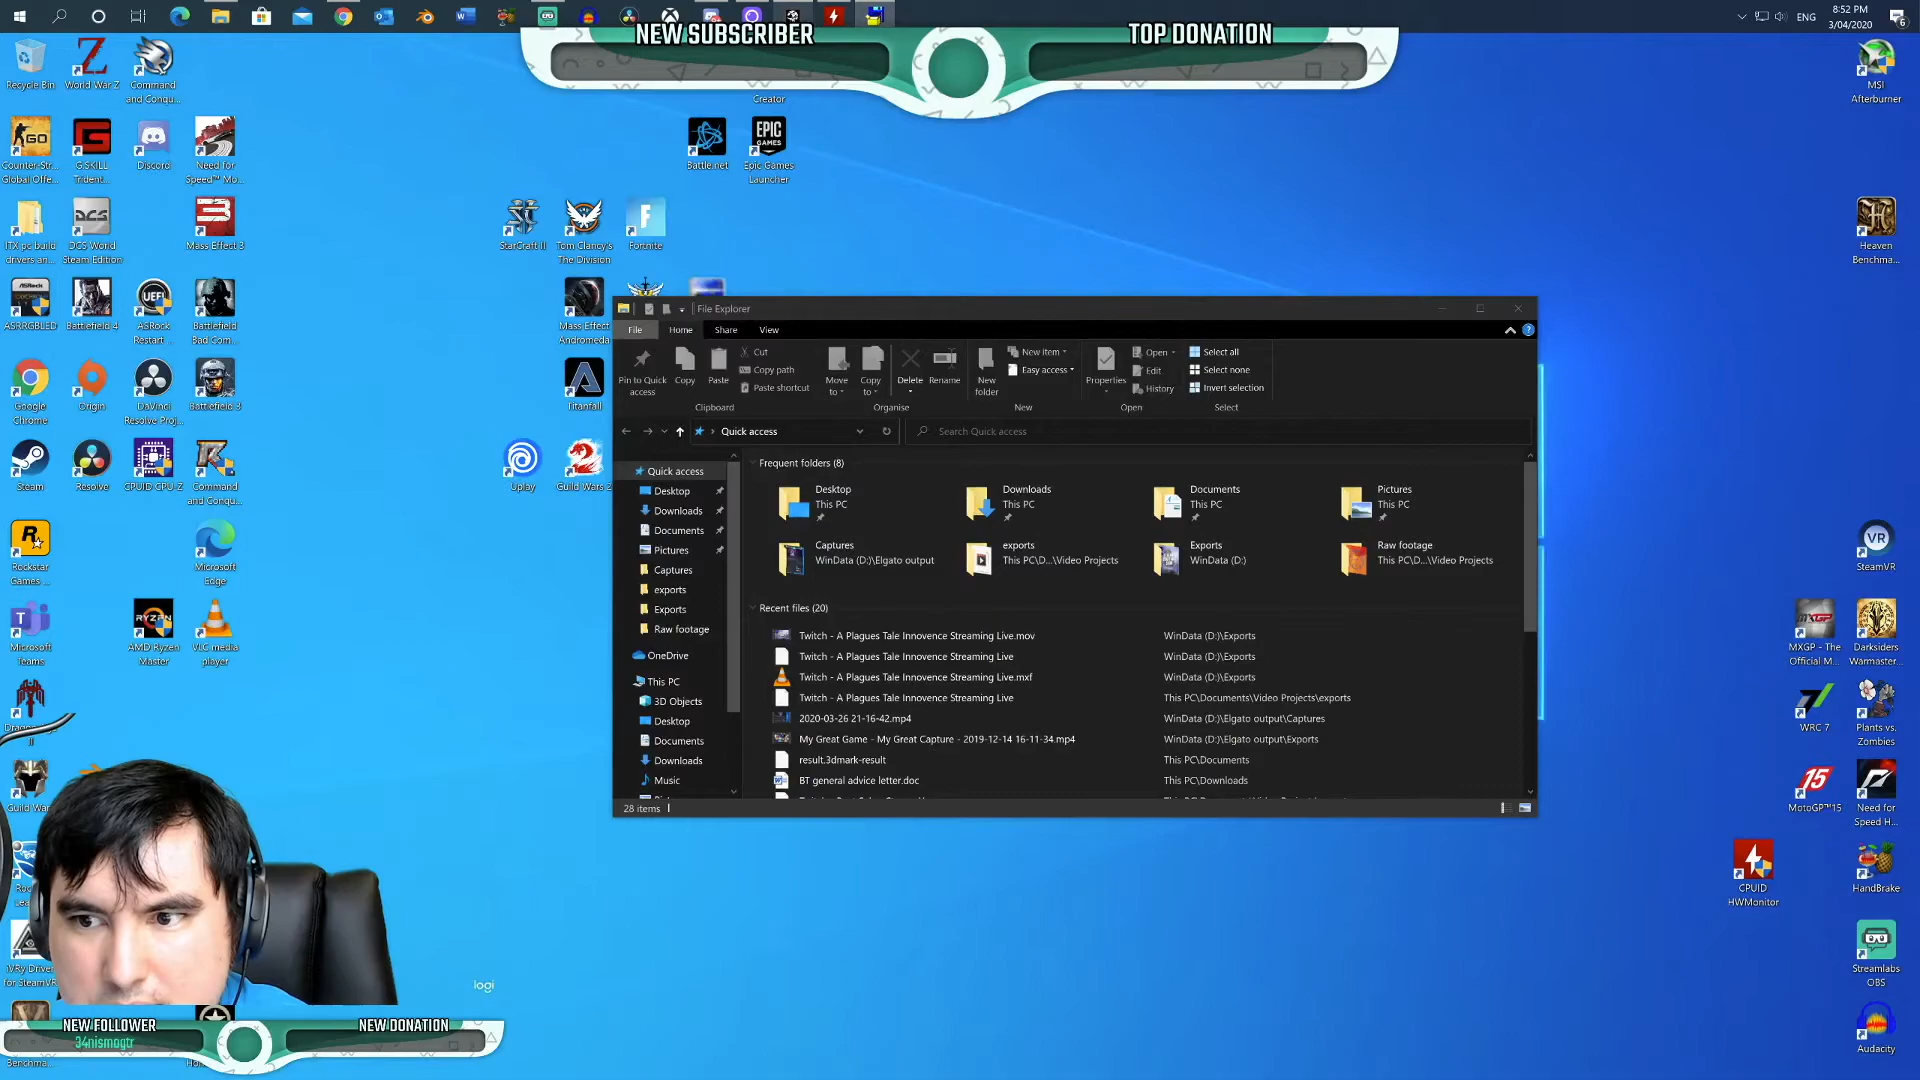 ENG
8:52 PM
3/04/2020
6
NEW SUBSCRIBER
TOP DONATION
Recycle Bin
World War Z
Command
and Conqu...
Creator
MSI
Afterburner
Counter-Str...
Global Offe...
G.SKILL
Trident...
Discord
Need for
Speed™ Mo...
Battle.net
EPIC
GAMES
Epic Games
Launcher
ITX pc build
drivers an...
DCS
DCS World
Steam Edition
Mass Effect 3
StarCraft II
Tom Clancy's
The Division
Fortnite
Heaven
Benchma...
ASRRGBLED
Battlefield 4
ASRock
Restart ...
Battlefield
Bad Com...
Mass Effect
Andromeda
Google
Chrome
Origin
DaVinci
Resolve Proj...
Battlefield 3
Titanfall
Steam
Resolve
CPUID CPU-Z
Command
and Conqu...
Uplay
Guild Wars 2
Rockstar
Games ...
Microsoft
Edge
Microsoft
Teams
RYZEN
AMD Ryzen
Master
VLC media
player
File Explorer
File
Home
Share
View
Pin to Quick
access
Copy
Paste
Cut
Copy path
Paste shortcut
Clipboard
Move
to
Copy
to
Delete
Rename
Organise
New
folder
New item
Easy access
New
Properties
Open
Edit
History
Open
Select all
Select none
Invert selection
Select
Quick access
Search Quick access
Quick access
Desktop
Downloads
Documents
Pictures
Captures
exports
Exports
Raw footage
OneDrive
This PC
3D Objects
Desktop
Documents
Downloads
Music
Frequent folders (8)
Desktop
This PC
Downloads
This PC
Documents
This PC
Pictures
This PC
Captures
WinData (D:)\Elgato output
exports
This PC\D...\Video Projects
Exports
WinData (D:)
Raw footage
This PC\D...\Video Projects
Recent files (20)
Twitch - A Plagues Tale Innovence Streaming Live.mov WinData (D:)\Exports
Twitch - A Plagues Tale Innovence Streaming Live WinData (D:)\Exports
Twitch - A Plagues Tale Innovence Streaming Live.mxf WinData (D:)\Exports
Twitch - A Plagues Tale Innovence Streaming Live This PC\Documents\Video Projects\exports
2020-03-26 21-16-42.mp4 WinData (D:)\Elgato output\Captures
My Great Game - My Great Capture - 2019-12-14 16-11-34.mp4 WinData (D:)\Elgato output\Exports
result.3dmark-result This PC\Documents
BT general advice letter.doc This PC\Downloads
28 items
VR
SteamVR
MXGP - The
Official M...
Darksiders
Warmaster...
WRC 7
Plants vs.
Zombies
MotoGP™15
Need for
Speed H...
CPUID
HWMonitor
HandBrake
Streamlabs
OBS
Audacity
for SteamVR
logi
NEW FOLLOWER
34nismogtr
NEW DONATION
Benchma...